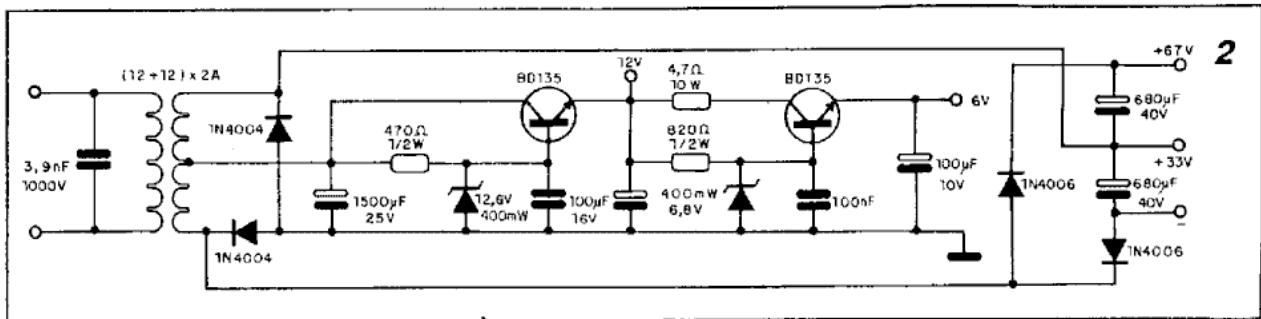 (12+12) x 2A
3,9nF
1000V
1N4004
1N4004
470Ω
1/2W
1500μF
25V
12,6V
400mW
100μF
16V
BD135
12V
4,7Ω
10W
820Ω
1/2W
400mW
6,8V
BD135
100nF
6V
100μF
10V
1N4006
+67V
680μF
40V
+33V
680μF
40V
-
1N4006
2